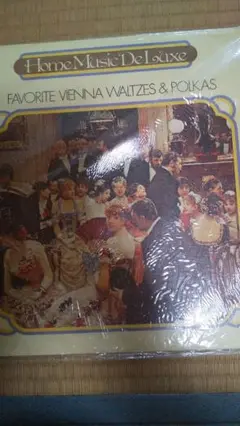 Home Music De Luxe
FAVORITE VIENNA WALTZES & POLKAS